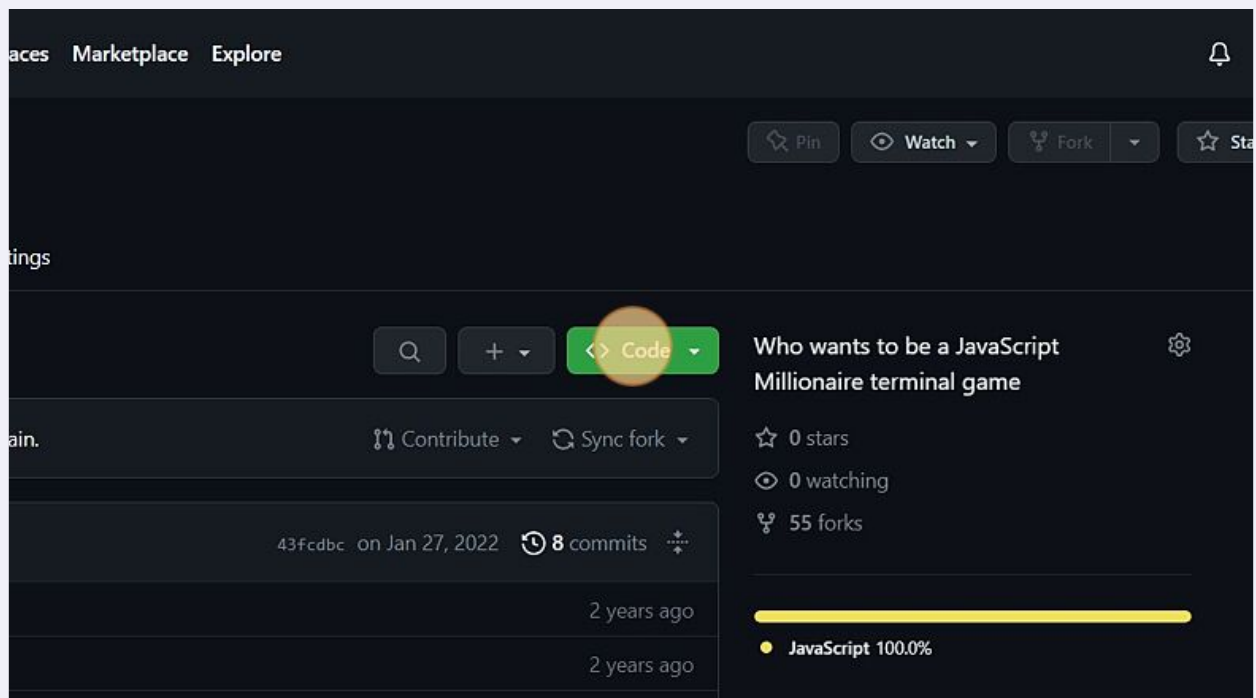 aces Marketplace Explore
Pin Watch Fork Sta
tings
Code
Who wants to be a JavaScript
Millionaire terminal game
ain. Contribute Sync fork
0 stars
0 watching
55 forks
43fcdbc on Jan 27, 2022 8 commits
2 years ago
JavaScript 100.0%
2 years ago